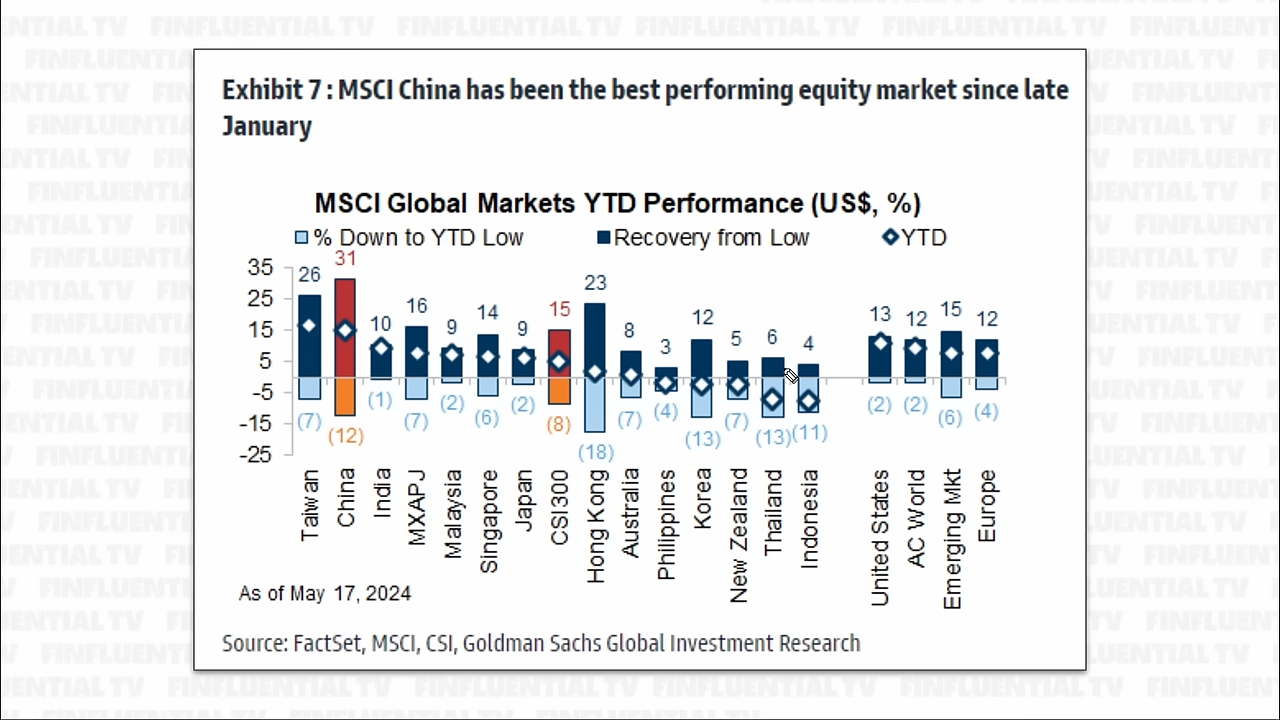 FINFLUENTIAL TV
Exhibit 7 : MSCI China has been the best performing equity market since late
January
MSCI Global Markets YTD Performance (US$, %)
% Down to YTD Low
Recovery from Low
YTD
35
25
15
5
-5
-15
-25
26
31
10
16
9
14
9
15
23
8
3
12
5
6
4
13
12
15
12
(7)
(12)
(1)
(7)
(2)
(6)
(2)
(8)
(18)
(7)
(4)
(13)
(7)
(13)
(11)
(2)
(2)
(6)
(4)
Taiwan
China
India
MXAPJ
Malaysia
Singapore
Japan
CSI300
Hong Kong
Australia
Philippines
Korea
New Zealand
Thailand
Indonesia
United States
AC World
Emerging Mkt
Europe
As of May 17, 2024
Source: FactSet, MSCI, CSI, Goldman Sachs Global Investment Research